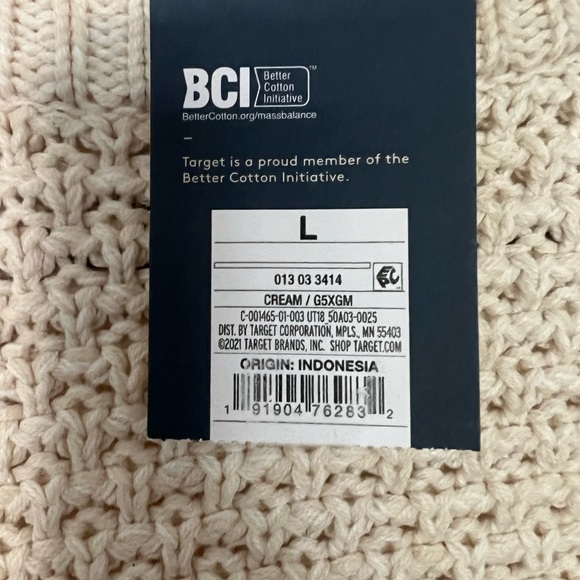 BCI Better Cotton Initiative™
BetterCotton.org/massbalance
–
Target is a proud member of the
Better Cotton Initiative.
L
013 03 3414
CREAM / G5XGM
C-001465-01-003 UT18 50A03-0025
DIST. BY TARGET CORPORATION, MPLS., MN 55403
©2021 TARGET BRANDS, INC. SHOP TARGET.COM
ORIGIN: INDONESIA
1 91904 76283 2